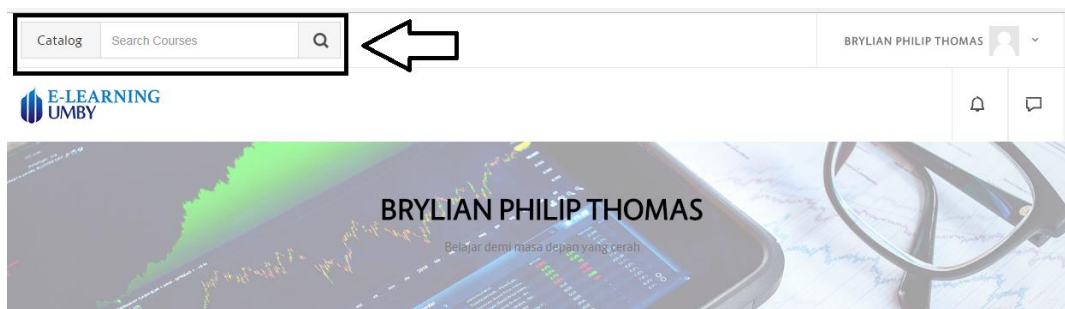 Catalog Search Courses
BRYLIAN PHILIP THOMAS
E-LEARNING
UMBY
BRYLIAN PHILIP THOMAS
Belajar demi masa depan yang cerah